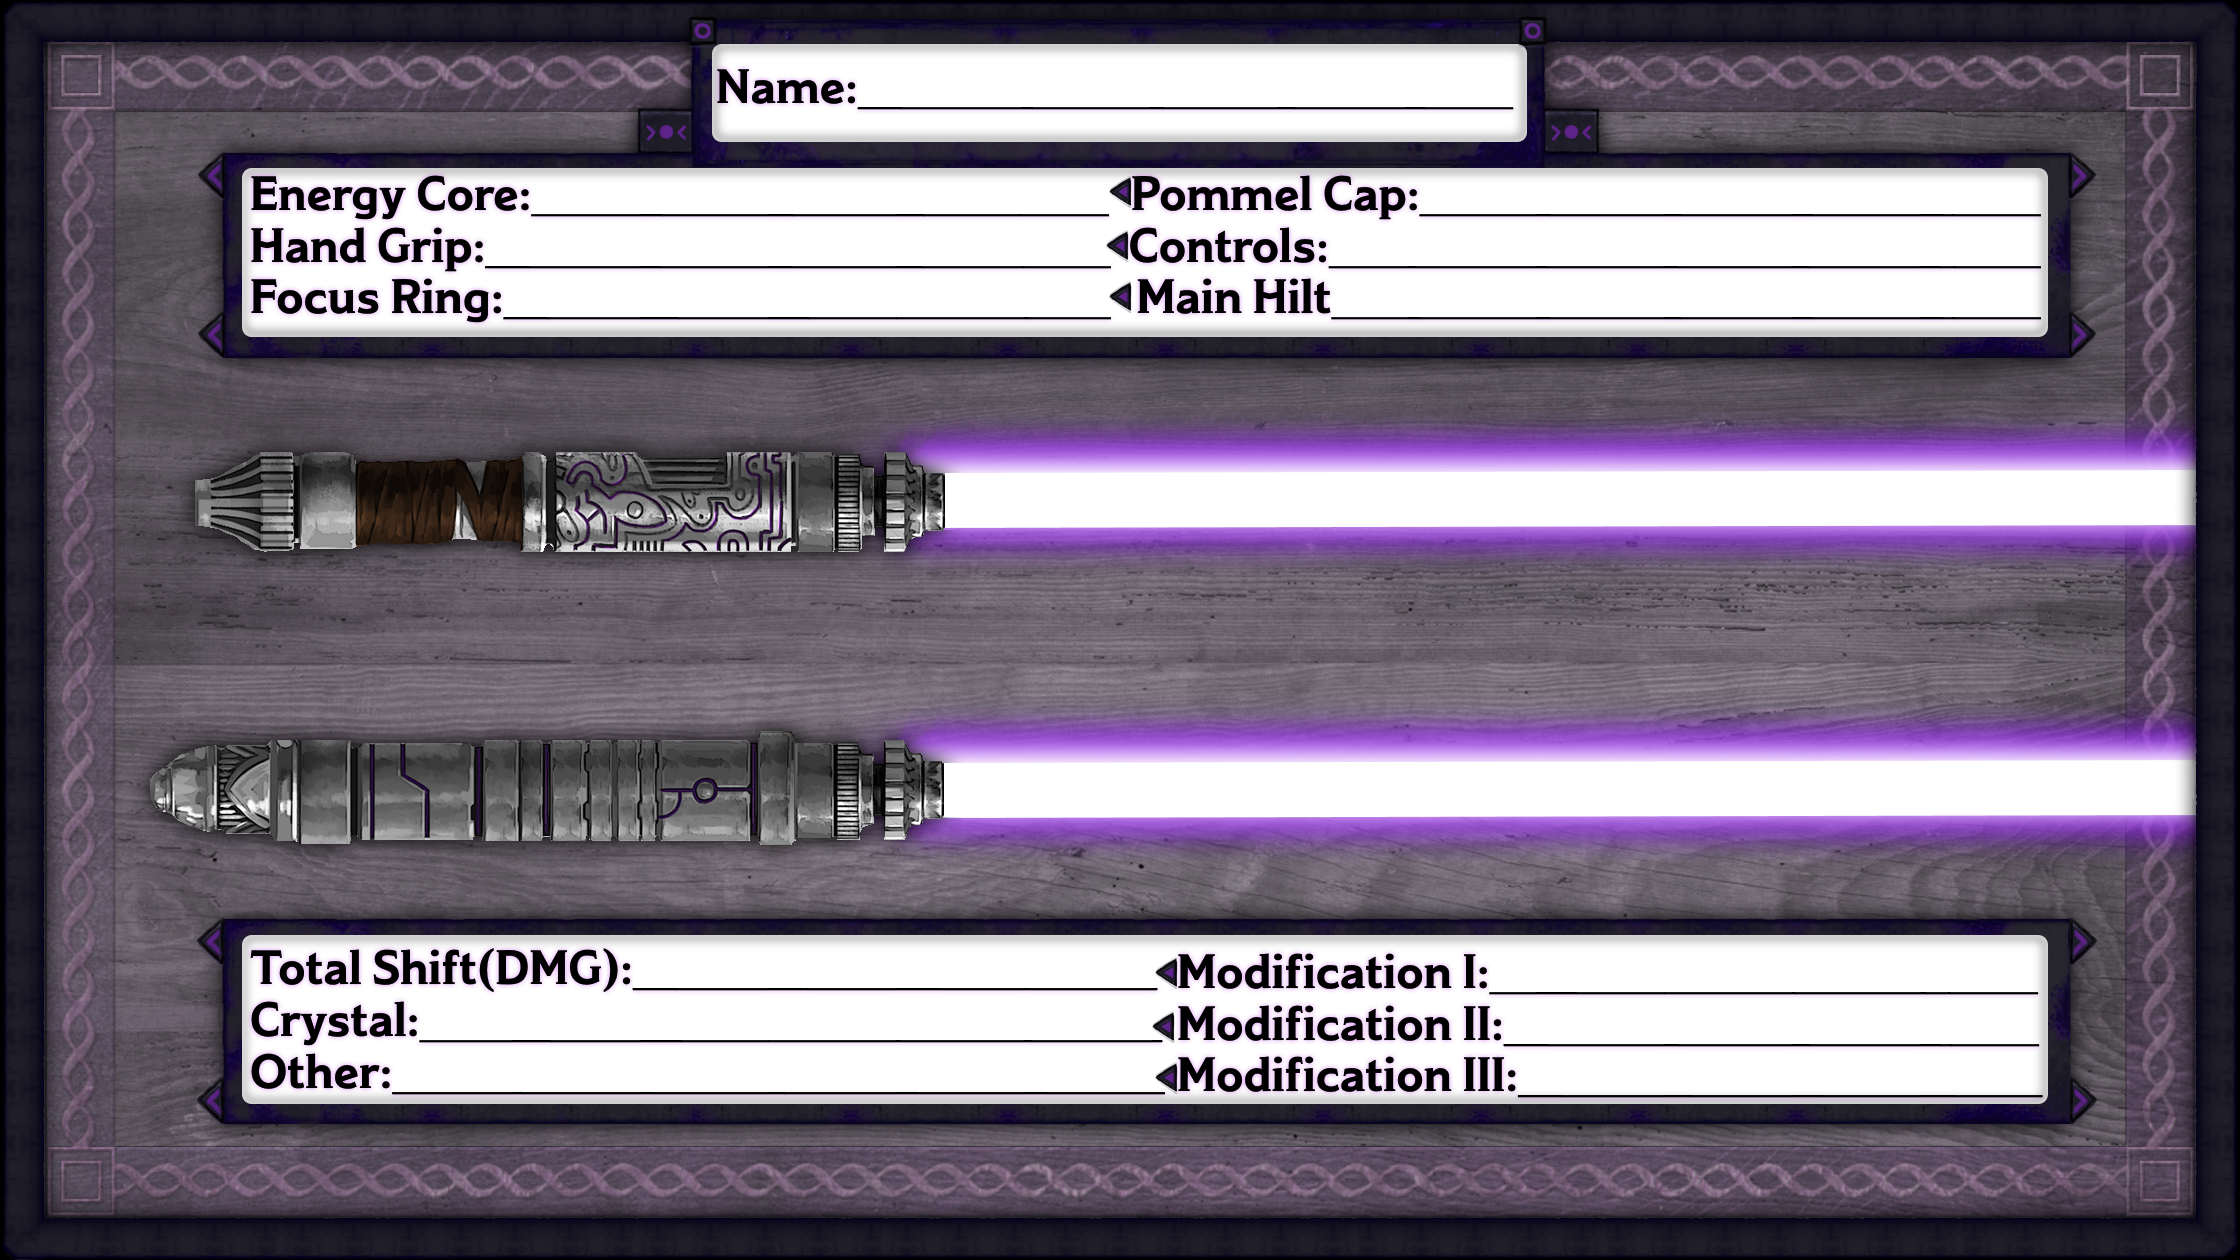 Name:
Energy Core: Pommel Cap:
Hand Grip: Controls:
Focus Ring: Main Hilt
Total Shift(DMG): Modification I:
Crystal: Modification II:
Other: Modification III: